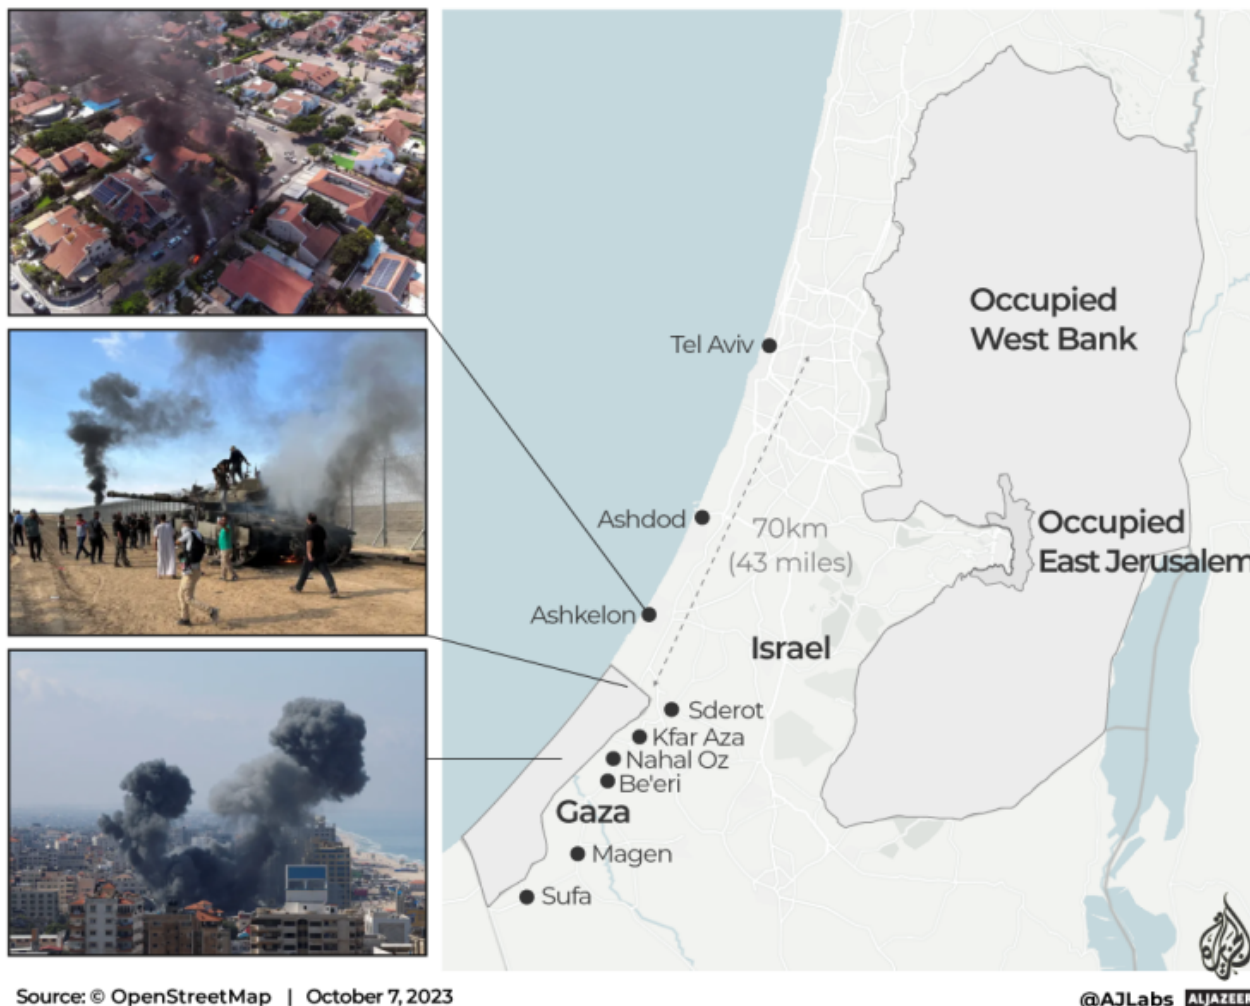 Tel Aviv
Occupied
West Bank
Ashdod
70km
(43 miles)
Occupied
East Jerusalem
Ashkelon
Israel
Sderot
Kfar Aza
Nahal Oz
Be'eri
Gaza
Magen
Sufa
Source: © OpenStreetMap | October 7, 2023
@AJLabs